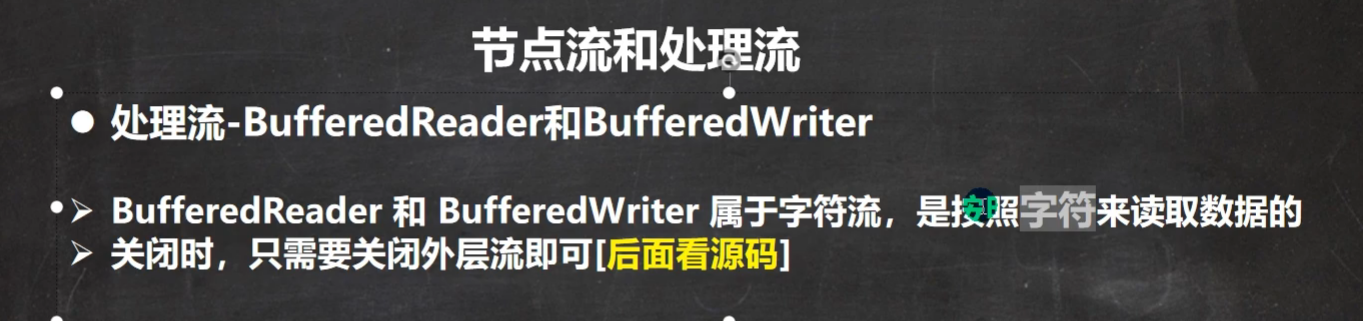 节点流和处理流
● 处理流-BufferedReader和BufferedWriter
➢ BufferedReader 和 BufferedWriter 属于字符流，是按照字符来读取数据的
➢ 关闭时，只需要关闭外层流即可[后面看源码]